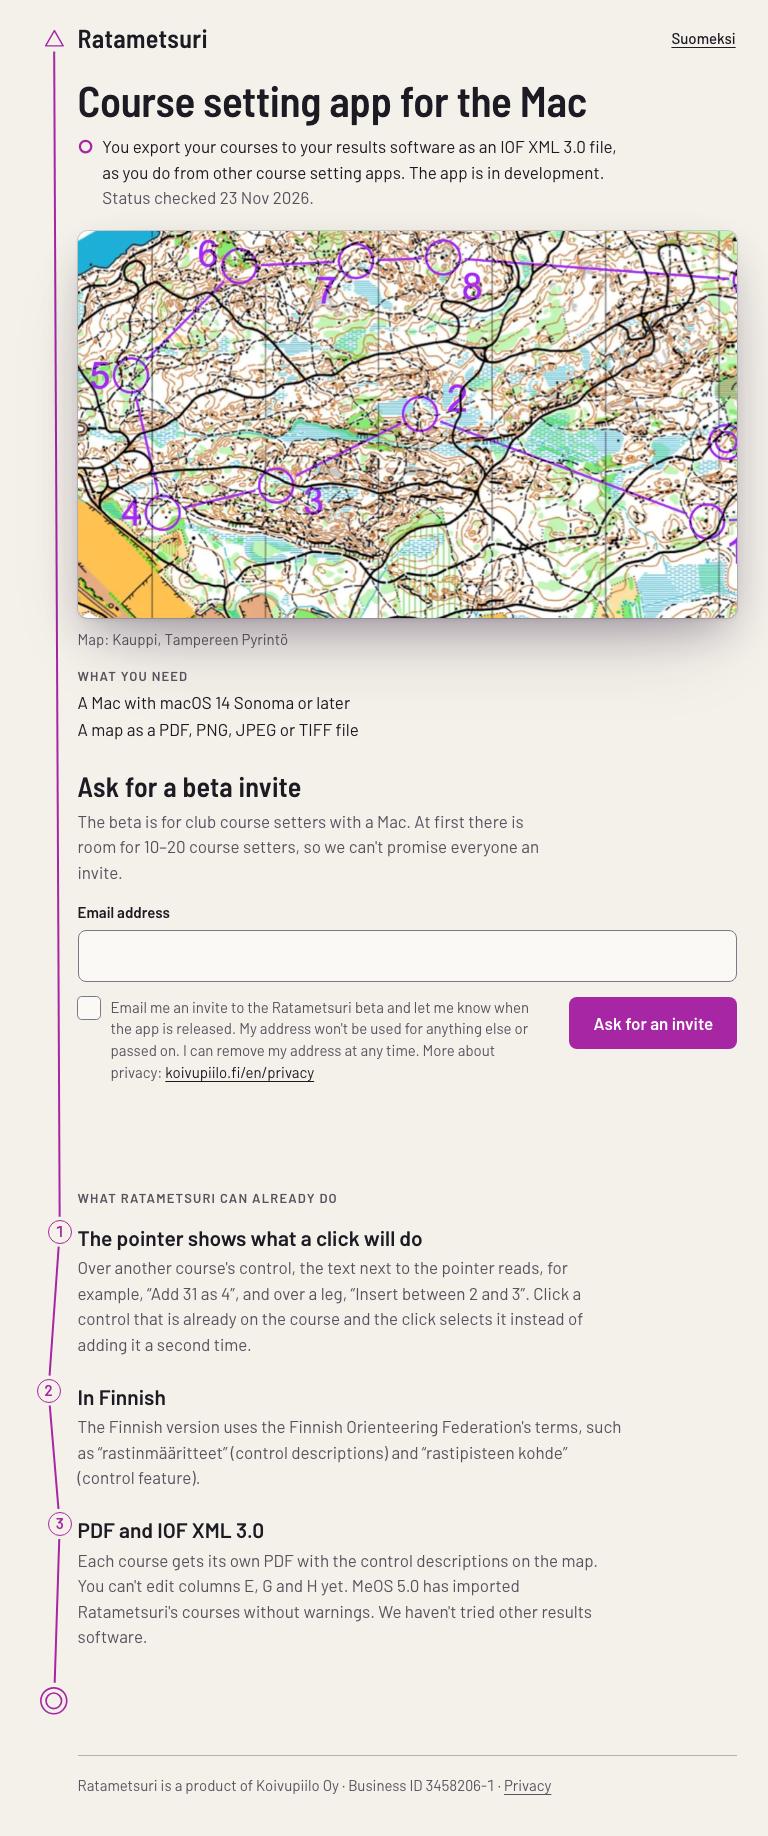 Ratametsuri
Suomeksi
Course setting app for the Mac
You export your courses to your results software as an IOF XML 3.0 file,
as you do from other course setting apps. The app is in development.
Status checked 23 Nov 2026.
6
7
8
5
2
4
3
1
Map: Kauppi, Tampereen Pyrintö
WHAT YOU NEED
A Mac with macOS 14 Sonoma or later
A map as a PDF, PNG, JPEG or TIFF file
Ask for a beta invite
The beta is for club course setters with a Mac. At first there is
room for 10–20 course setters, so we can't promise everyone an
invite.
Email address
Email me an invite to the Ratametsuri beta and let me know when
the app is released. My address won't be used for anything else or
passed on. I can remove my address at any time. More about
privacy: koivupiilo.fi/en/privacy
Ask for an invite
WHAT RATAMETSURI CAN ALREADY DO
1 The pointer shows what a click will do
Over another course's control, the text next to the pointer reads, for
example, “Add 31 as 4”, and over a leg, “Insert between 2 and 3”. Click a
control that is already on the course and the click selects it instead of
adding it a second time.
2 In Finnish
The Finnish version uses the Finnish Orienteering Federation's terms, such
as “rastinmääritteet” (control descriptions) and “rastipisteen kohde”
(control feature).
3 PDF and IOF XML 3.0
Each course gets its own PDF with the control descriptions on the map.
You can't edit columns E, G and H yet. MeOS 5.0 has imported
Ratametsuri's courses without warnings. We haven't tried other results
software.
Ratametsuri is a product of Koivupiilo Oy · Business ID 3458206-1 · Privacy